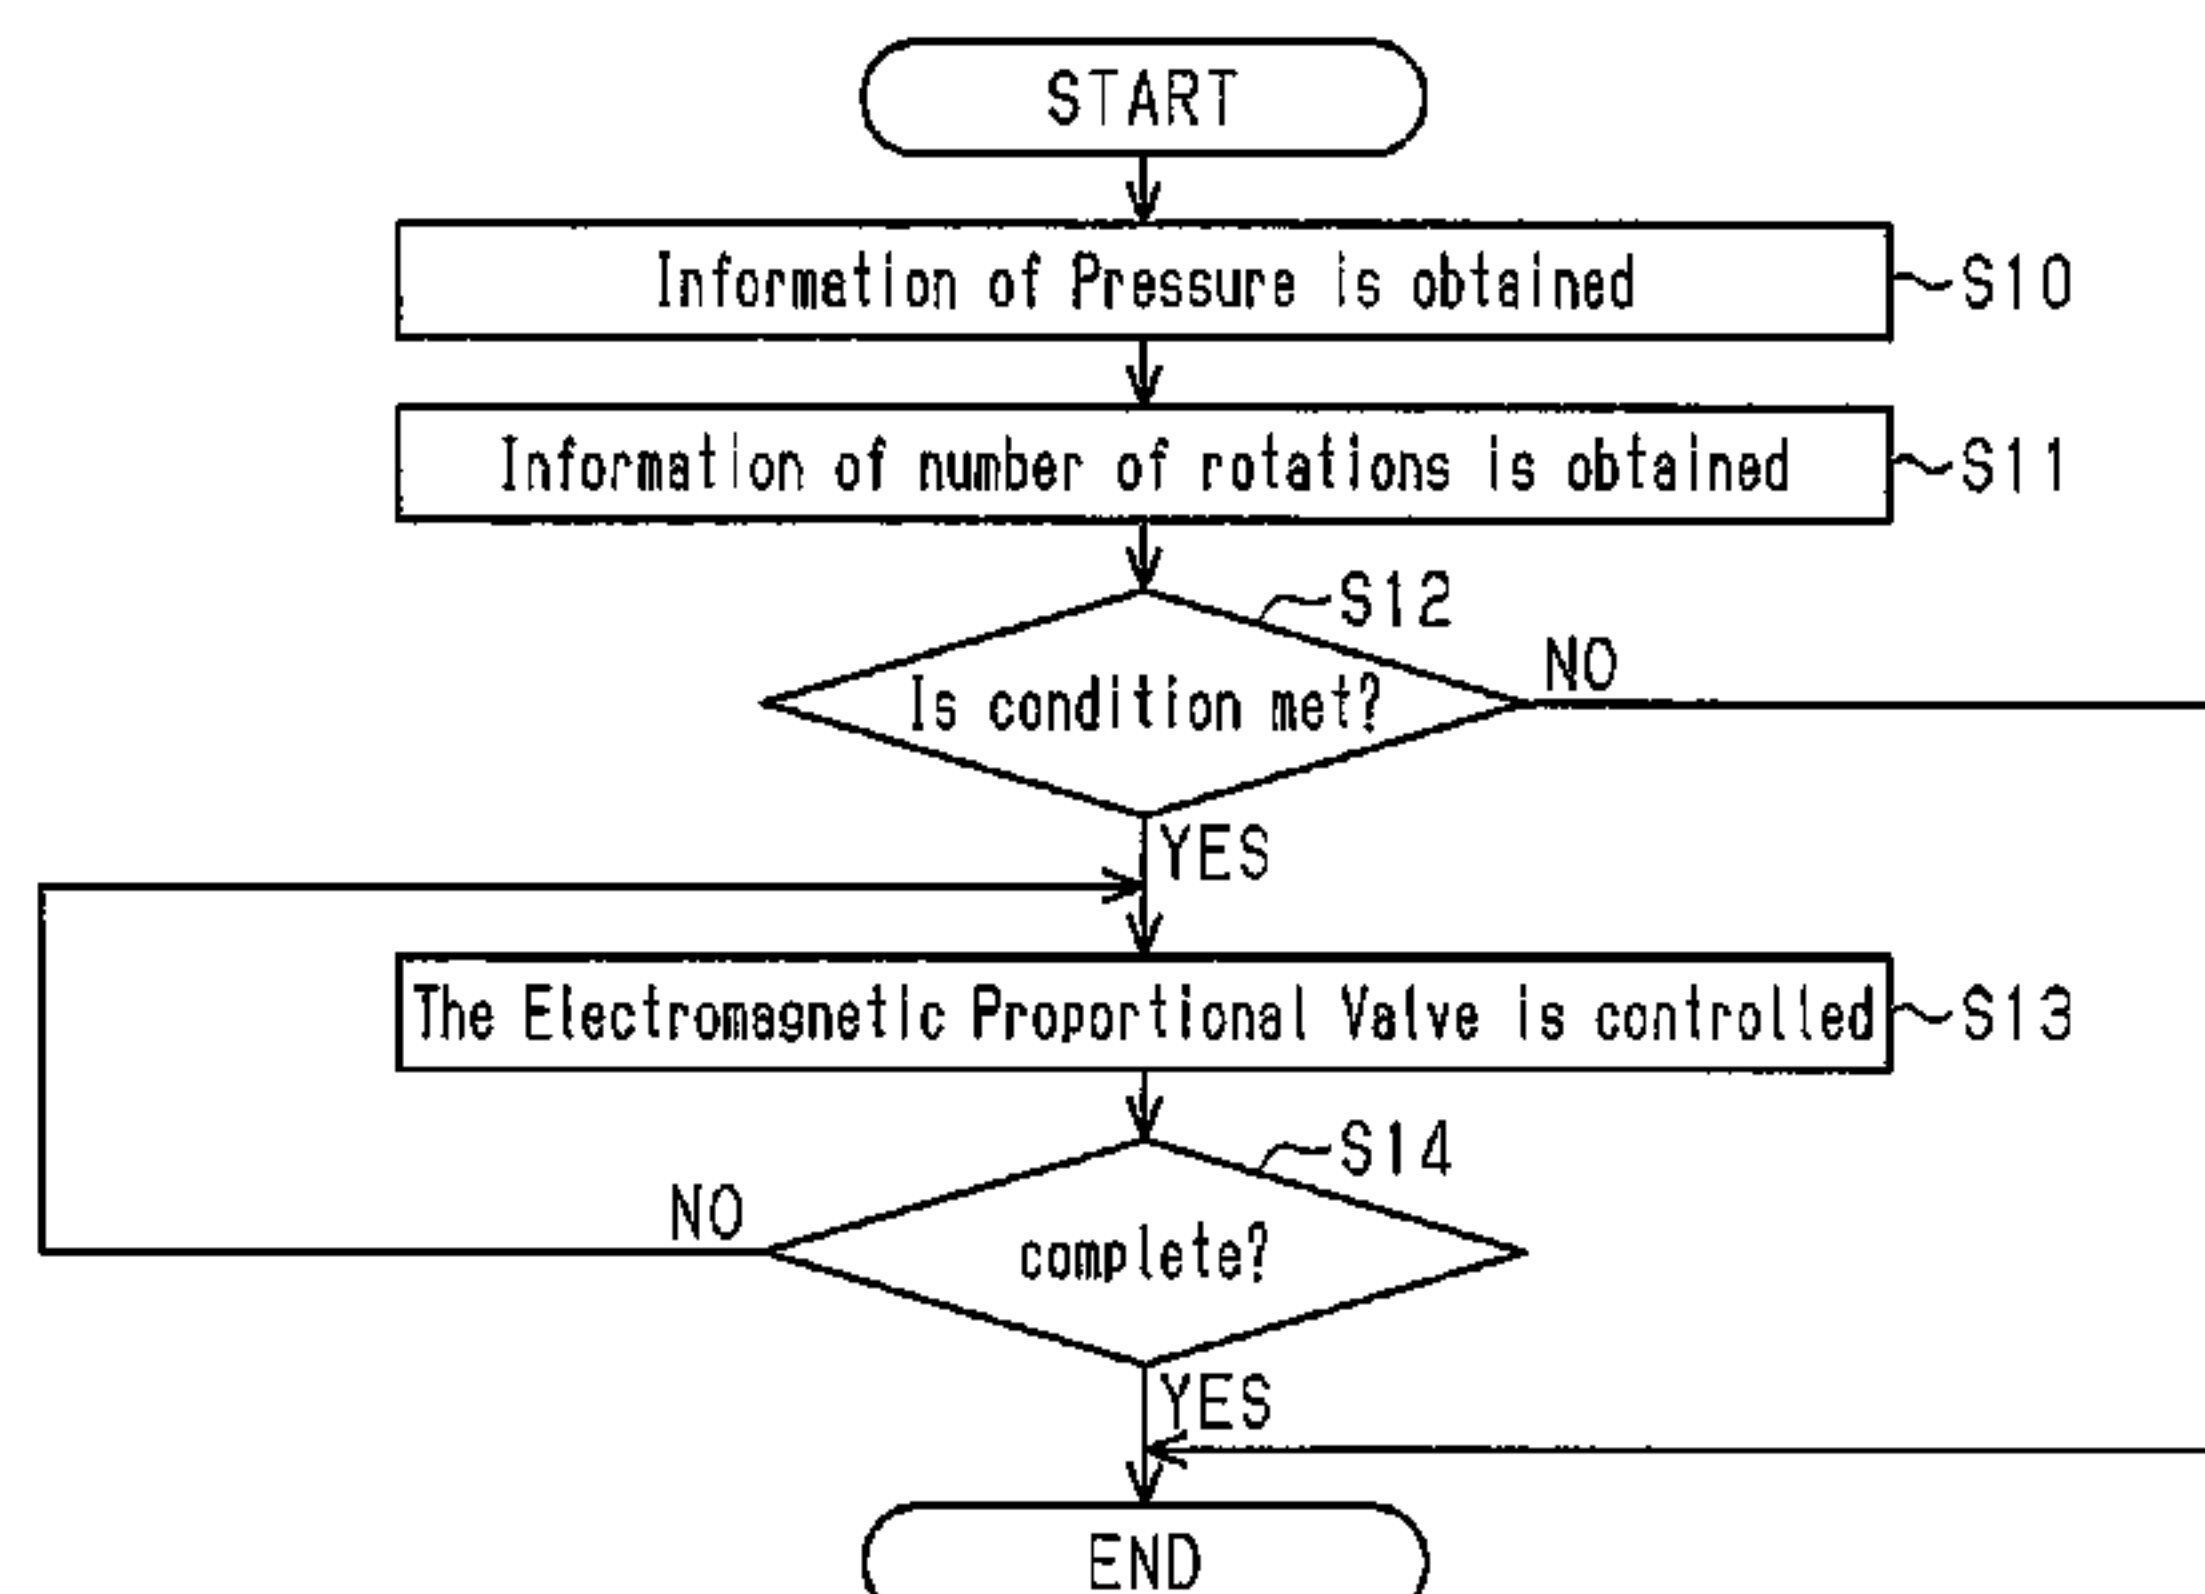 START
Information of Pressure is obtained
S10
Information of number of rotations is obtained
S11
S12
Is condition met?
NO
YES
The Electromagnetic Proportional Valve is controlled
S13
S14
NO
complete?
YES
END